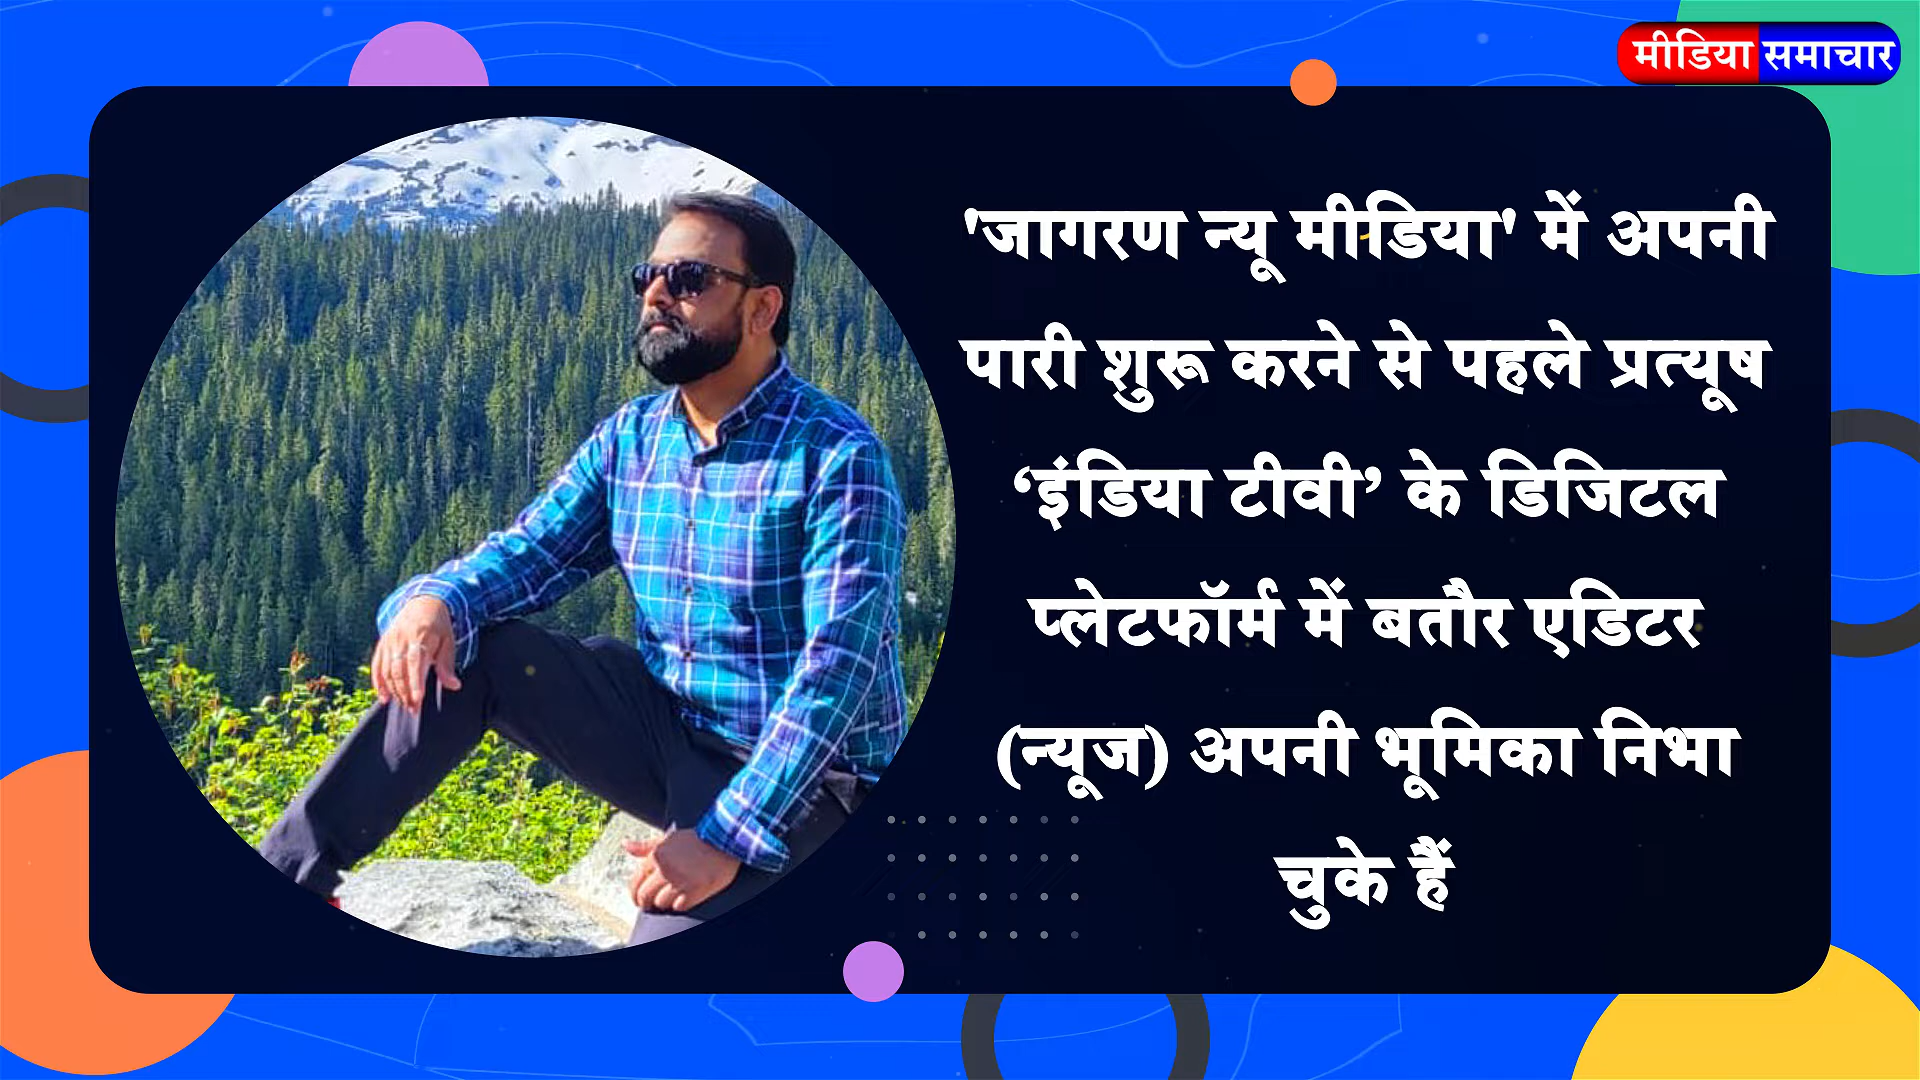 मीडिया समाचार
'जागरण न्यू मीडिया' में अपनी
पारी शुरू करने से पहले प्रत्यूष
‘इंडिया टीवी’ के डिजिटल
प्लेटफॉर्म में बतौर एडिटर
(न्यूज) अपनी भूमिका निभा
चुके हैं